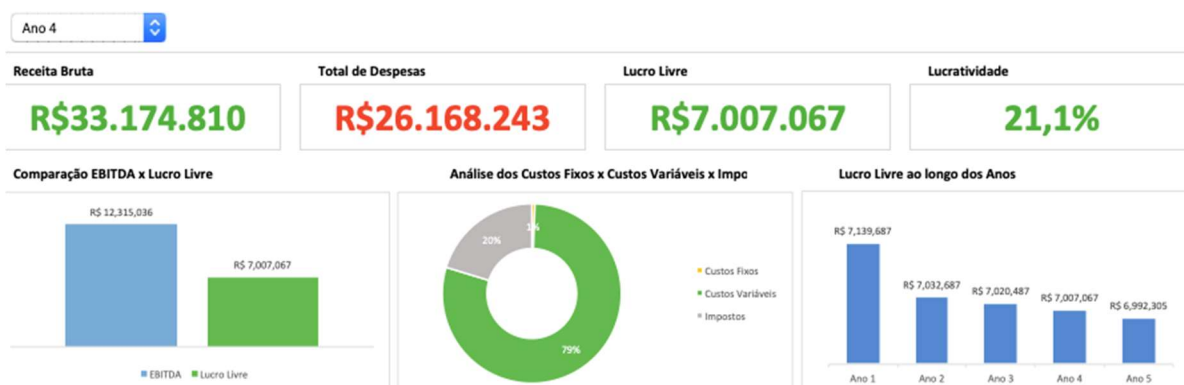 Ano 4
Receita Bruta
Total de Despesas
Lucro Livre
Lucratividade
R$33.174.810
R$26.168.243
R$7.007.067
21,1%
Comparação EBITDA x Lucro Livre
R$ 12,315,036
R$ 7,007,067
EBITDA
Lucro Livre
Análise dos Custos Fixos x Custos Variáveis x Impo
1%
20%
79%
Custos Fixos
Custos Variáveis
Impostos
Lucro Livre ao longo dos Anos
R$ 7,139,687
R$ 7,032,687
R$ 7,020,487
R$ 7,007,067
R$ 6,992,305
Ano 1
Ano 2
Ano 3
Ano 4
Ano 5